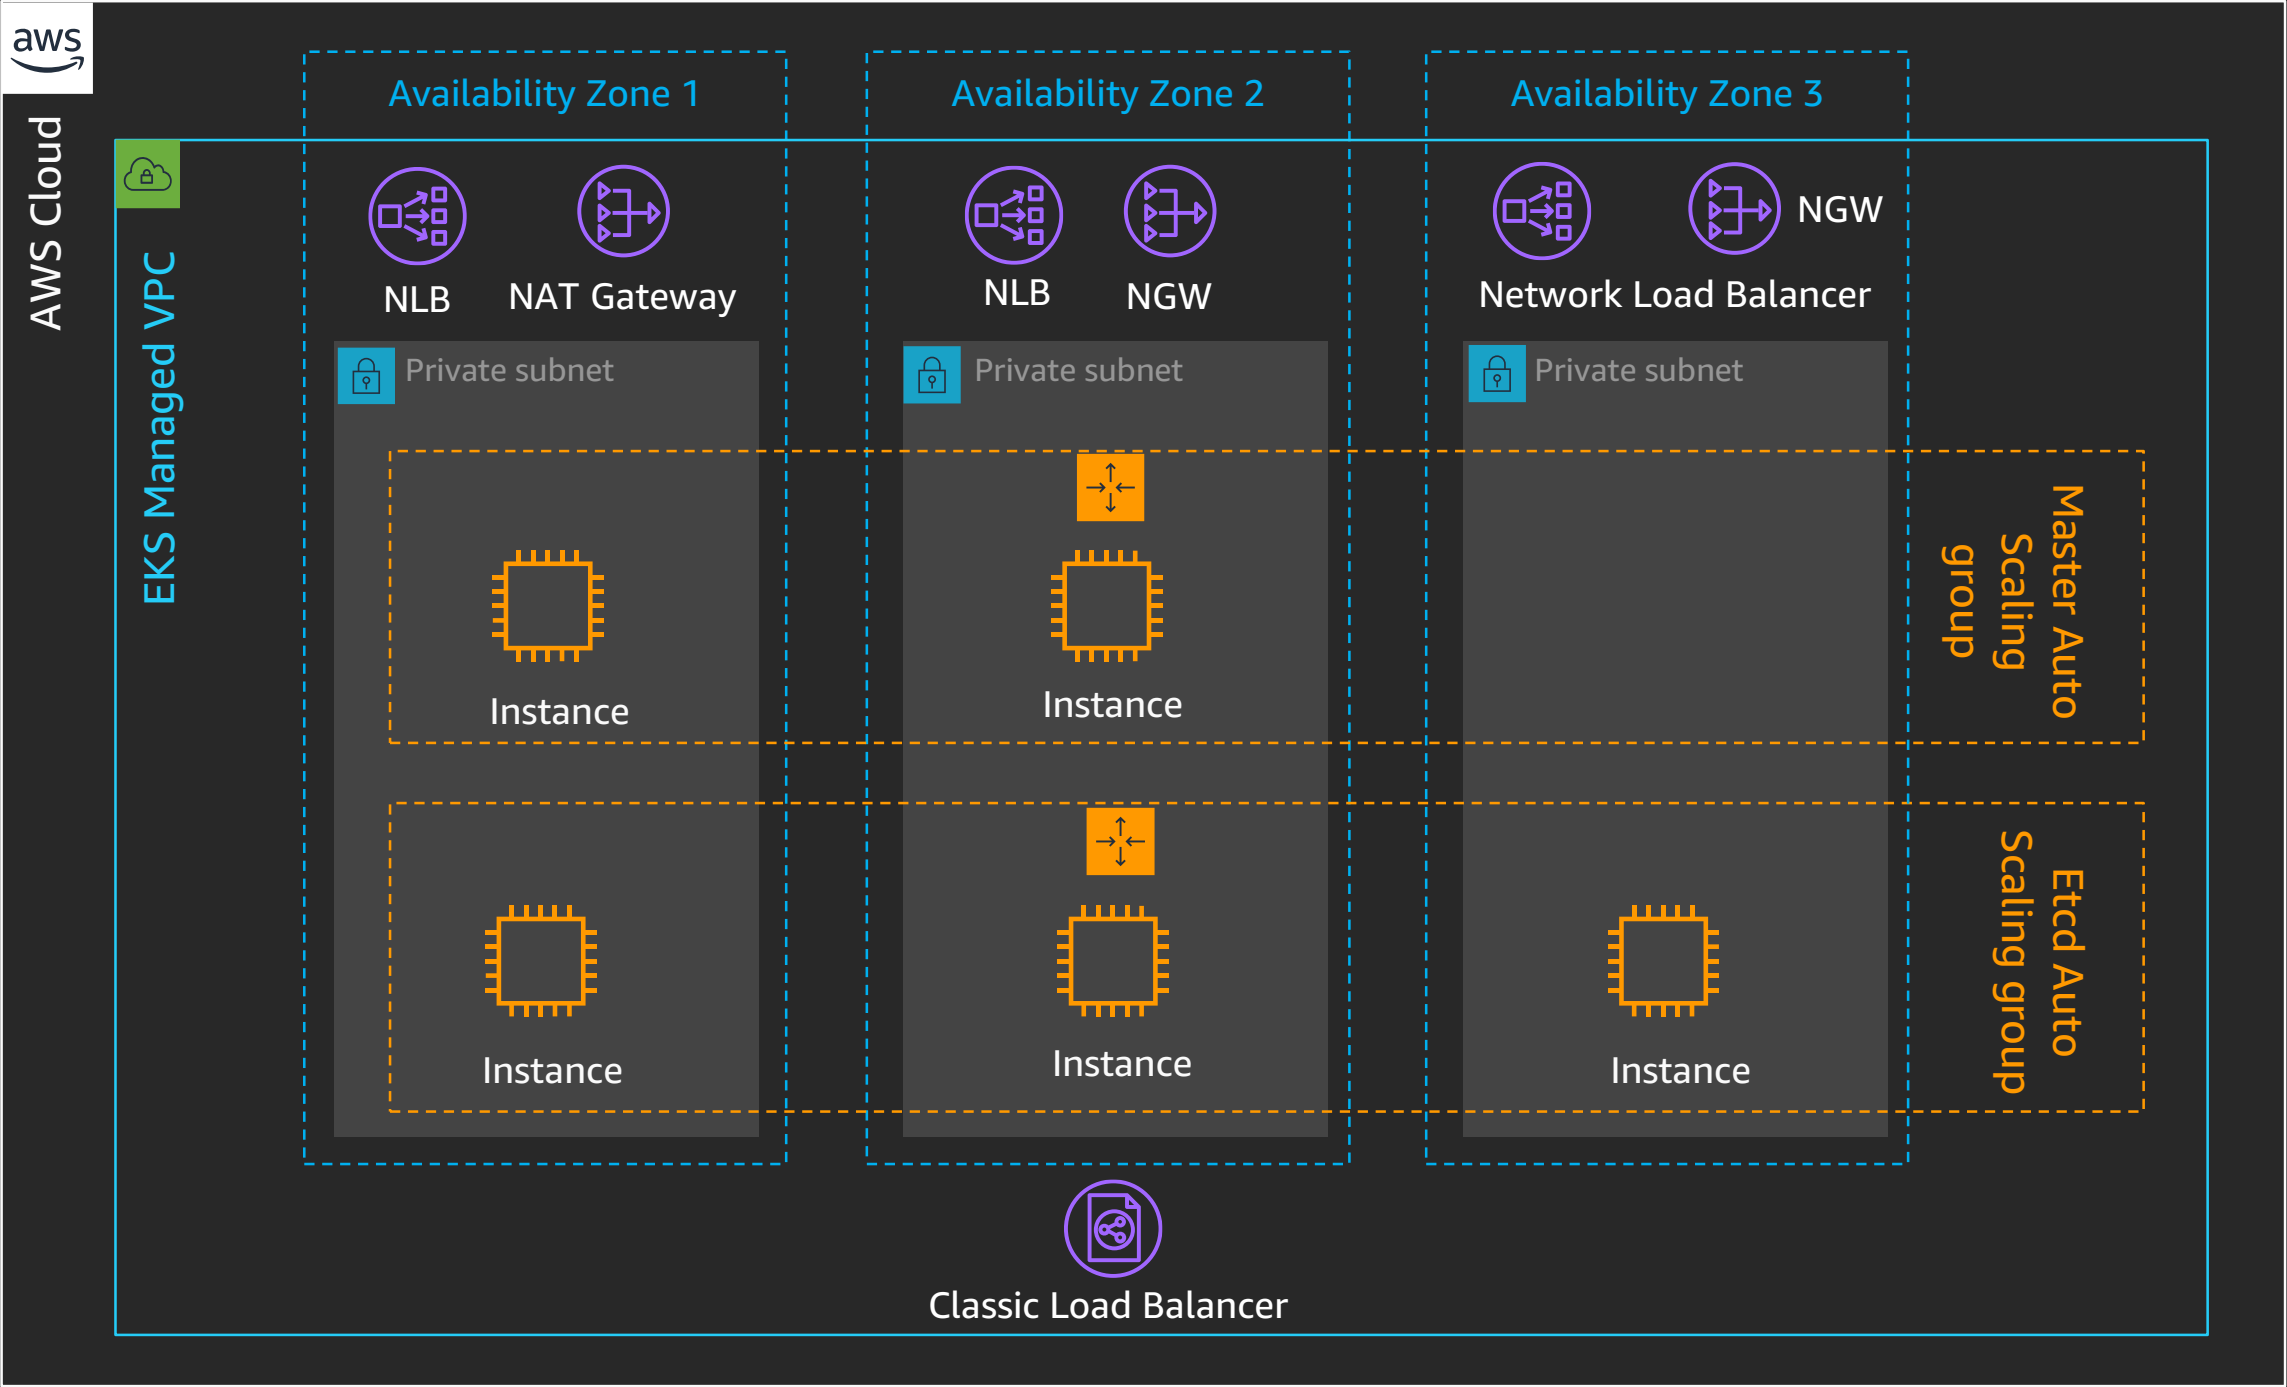 aws
AWS Cloud
EKS Managed VPC
Availability Zone 1
Availability Zone 2
Availability Zone 3
NLB
NAT Gateway
NLB
NGW
NGW
Network Load Balancer
Private subnet
Private subnet
Private subnet
Instance
Instance
Master Auto
Scaling
group
Instance
Instance
Instance
Etcd Auto
Scaling group
Classic Load Balancer